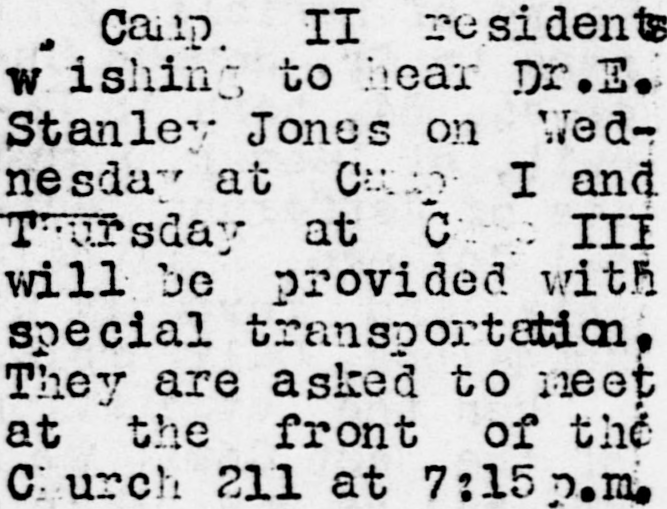 Camp II residents
wishing to hear Dr.E.
Stanley Jones on Wed-
nesday at Camp I and
Thursday at Camp III
will be provided with
special transportation.
They are asked to meet
at the front of the
Church 211 at 7:15 p.m.